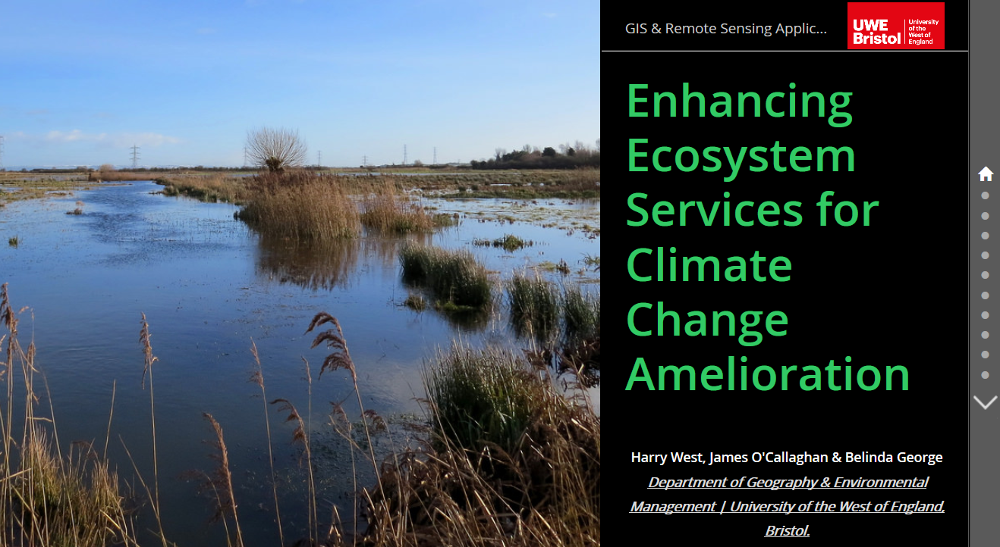 GIS & Remote Sensing Applic...
UWE
Bristol
University
of the
West of
England
Enhancing
Ecosystem
Services for
Climate
Change
Amelioration
Harry West, James O'Callaghan & Belinda George
Department of Geography & Environmental
Management | University of the West of England,
Bristol.